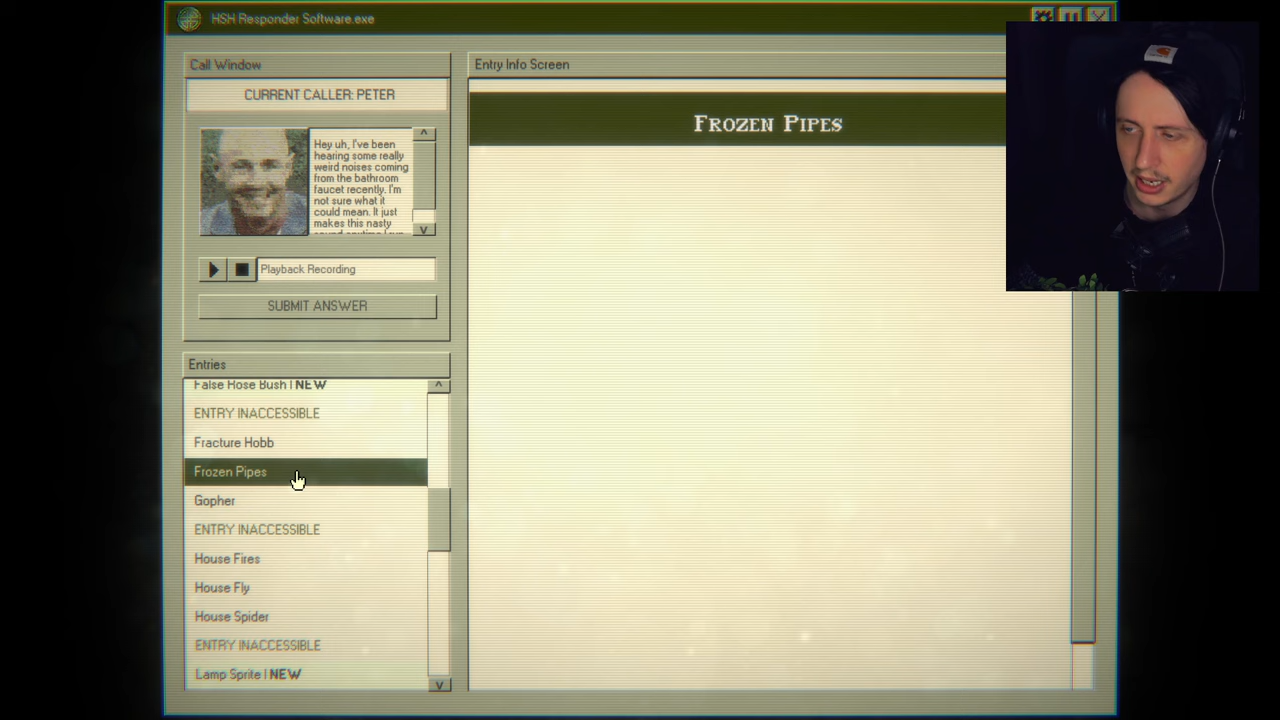 HSH Responder Software.exe
Call Window
CURRENT CALLER: PETER
Hey uh, I've been
hearing some really
weird noises coming
from the bathroom
faucet recently. I'm
not sure what it
could mean. It just
makes this nasty
Playback Recording
SUBMIT ANSWER
Entries
False Hose Bush | NEW
ENTRY INACCESSIBLE
Fracture Hobb
Frozen Pipes
Gopher
ENTRY INACCESSIBLE
House Fires
House Fly
House Spider
ENTRY INACCESSIBLE
Lamp Sprite | NEW
Entry Info Screen
Frozen Pipes